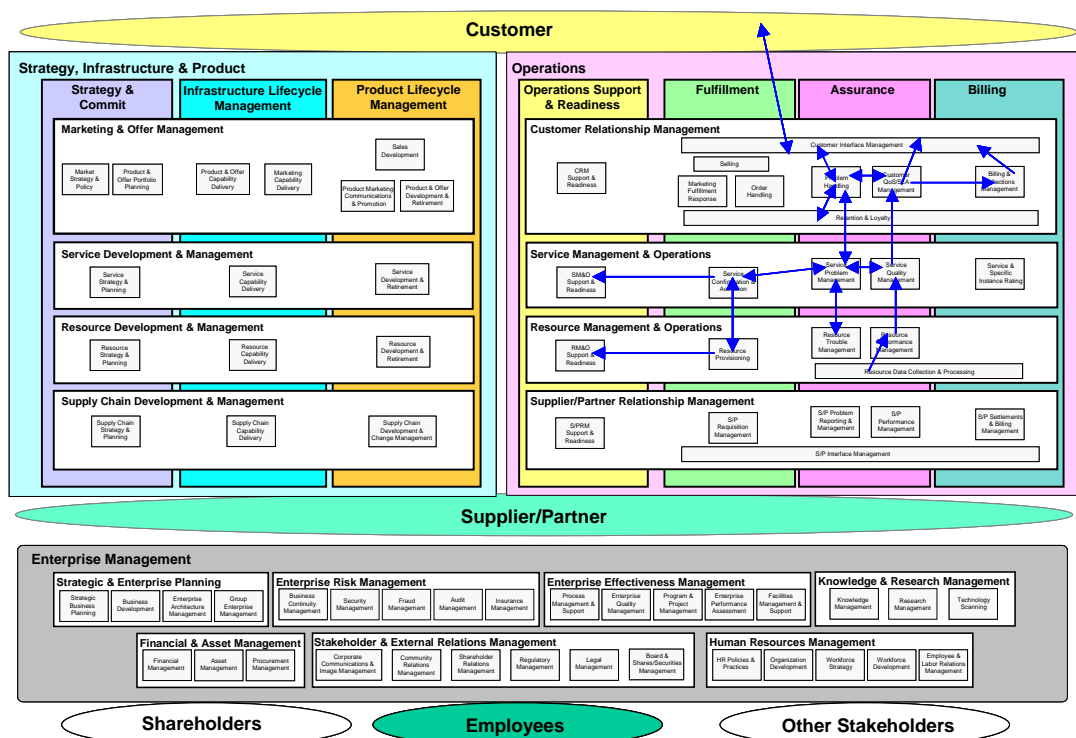 Customer
Strategy, Infrastructure & Product
Operations
Strategy &
Commit
Infrastructure Lifecycle
Management
Product Lifecycle
Management
Operations Support
& Readiness
Fulfillment
Assurance
Billing
Marketing & Offer Management
Market
Strategy &
Policy
Product &
Offer Portfolio
Planning
Product & Offer
Capability
Delivery
Marketing
Capability
Delivery
Sales
Development
Product Marketing
Communications
& Promotion
Product & Offer
Development &
Retirement
Customer Relationship Management
Customer Interface Management
CRM
Support &
Readiness
Selling
Marketing
Fulfillment
Response
Order
Handling
Problem
Handling
Customer
QoS/SLA
Management
Billing &
Management
Retention & Loyalty
Service Development & Management
Service
Strategy &
Planning
Service
Capability
Delivery
Service
Development &
Retirement
Service Management & Operations
SM&O
Support &
Readiness
Service
Configuration &
Activation
Service
Problem
Management
Service
Quality
Management
Service &
Specific
Instance Rating
Resource Development & Management
Resource
Strategy &
Planning
Resource
Capability
Delivery
Resource
Development &
Retirement
Resource Management & Operations
RM&O
Support &
Readiness
Resource
Provisioning
Resource
Trouble
Management
Resource
Performance
Management
Resource Data Collection & Processing
Supply Chain Development & Management
Supply Chain
Strategy &
Planning
Supply Chain
Capability
Delivery
Supply Chain
Development &
Change Management
Supplier/Partner Relationship Management
S/PRM
Support &
Readiness
S/P
Requisition
Management
S/P Problem
Reporting &
Management
S/P
Performance
Management
S/P Settlements
& Billing
Management
S/P Interface Management
Supplier/Partner
Enterprise Management
Strategic & Enterprise Planning
Strategic
Business
Planning
Business
Development
Enterprise
Architecture
Management
Group
Enterprise
Management
Enterprise Risk Management
Business
Continuity
Management
Security
Management
Fraud
Management
Audit
Management
Insurance
Management
Enterprise Effectiveness Management
Process
Management &
Support
Enterprise
Quality
Management
Program &
Project
Management
Enterprise
Performance
Assessment
Facilities
Management &
Support
Knowledge & Research Management
Knowledge
Management
Research
Management
Technology
Scanning
Financial & Asset Management
Financial
Management
Asset
Management
Procurement
Management
Stakeholder & External Relations Management
Corporate
Communications &
Image Management
Community
Relations
Management
Shareholder
Relations
Management
Regulatory
Management
Legal
Management
Board &
Shares/Securities
Management
Human Resources Management
HR Policies &
Practices
Organization
Development
Workforce
Strategy
Workforce
Development
Employee &
Labor Relations
Management
Shareholders
Employees
Other Stakeholders